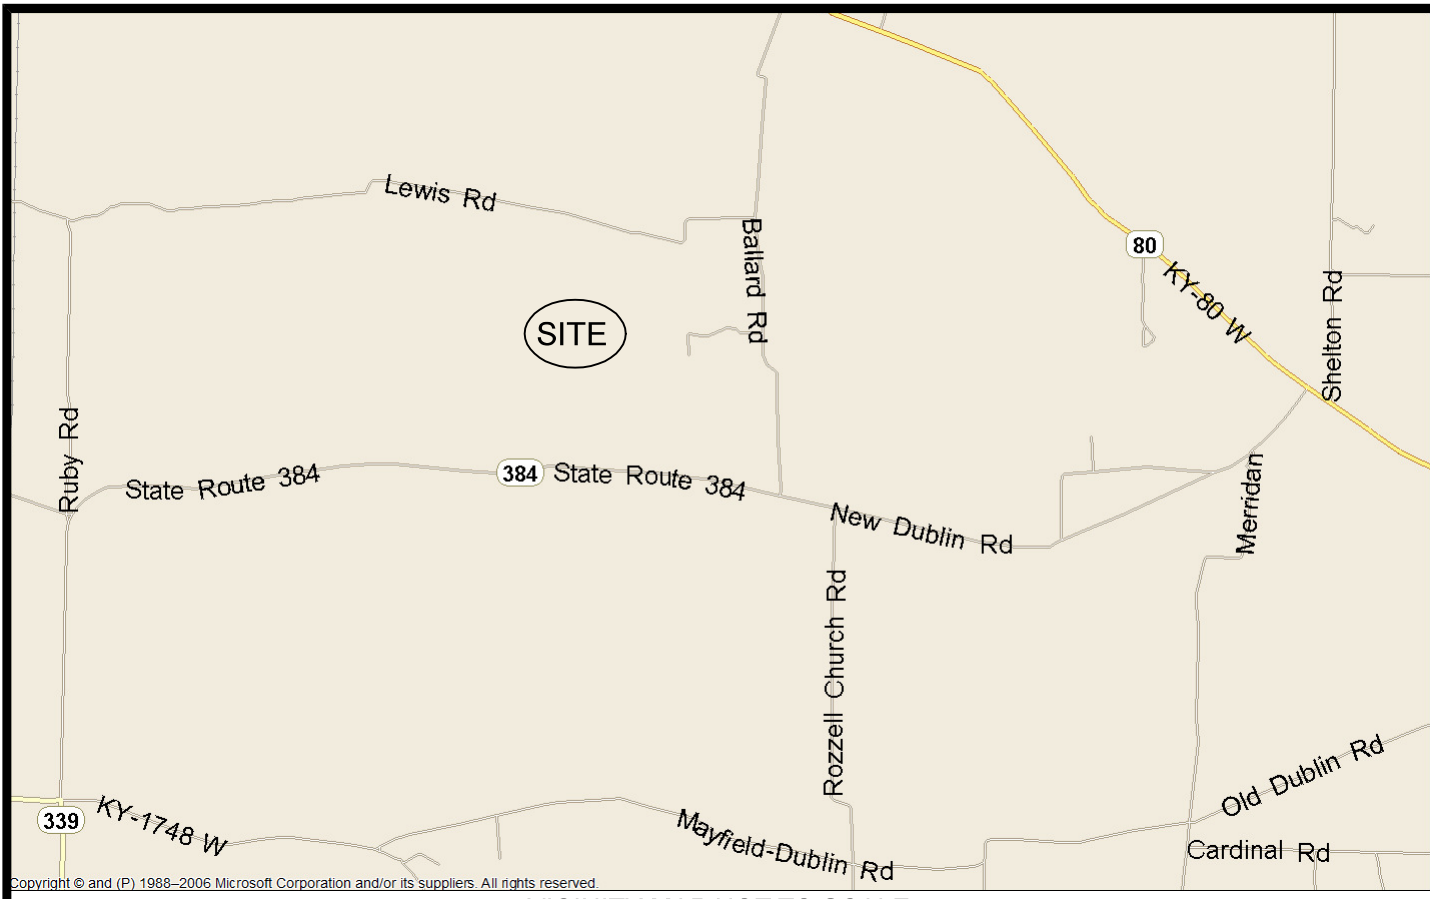 Lewis Rd
Ballard Rd
80
KY-80 W
Shelton Rd
SITE
Ruby Rd
State Route 384
384
State Route 384
New Dublin Rd
Merridan
Rozzell Church Rd
Old Dublin Rd
339
KY-1748 W
Mayfield-Dublin Rd
Cardinal Rd
Copyright © and (P) 1988–2006 Microsoft Corporation and/or its suppliers. All rights reserved.